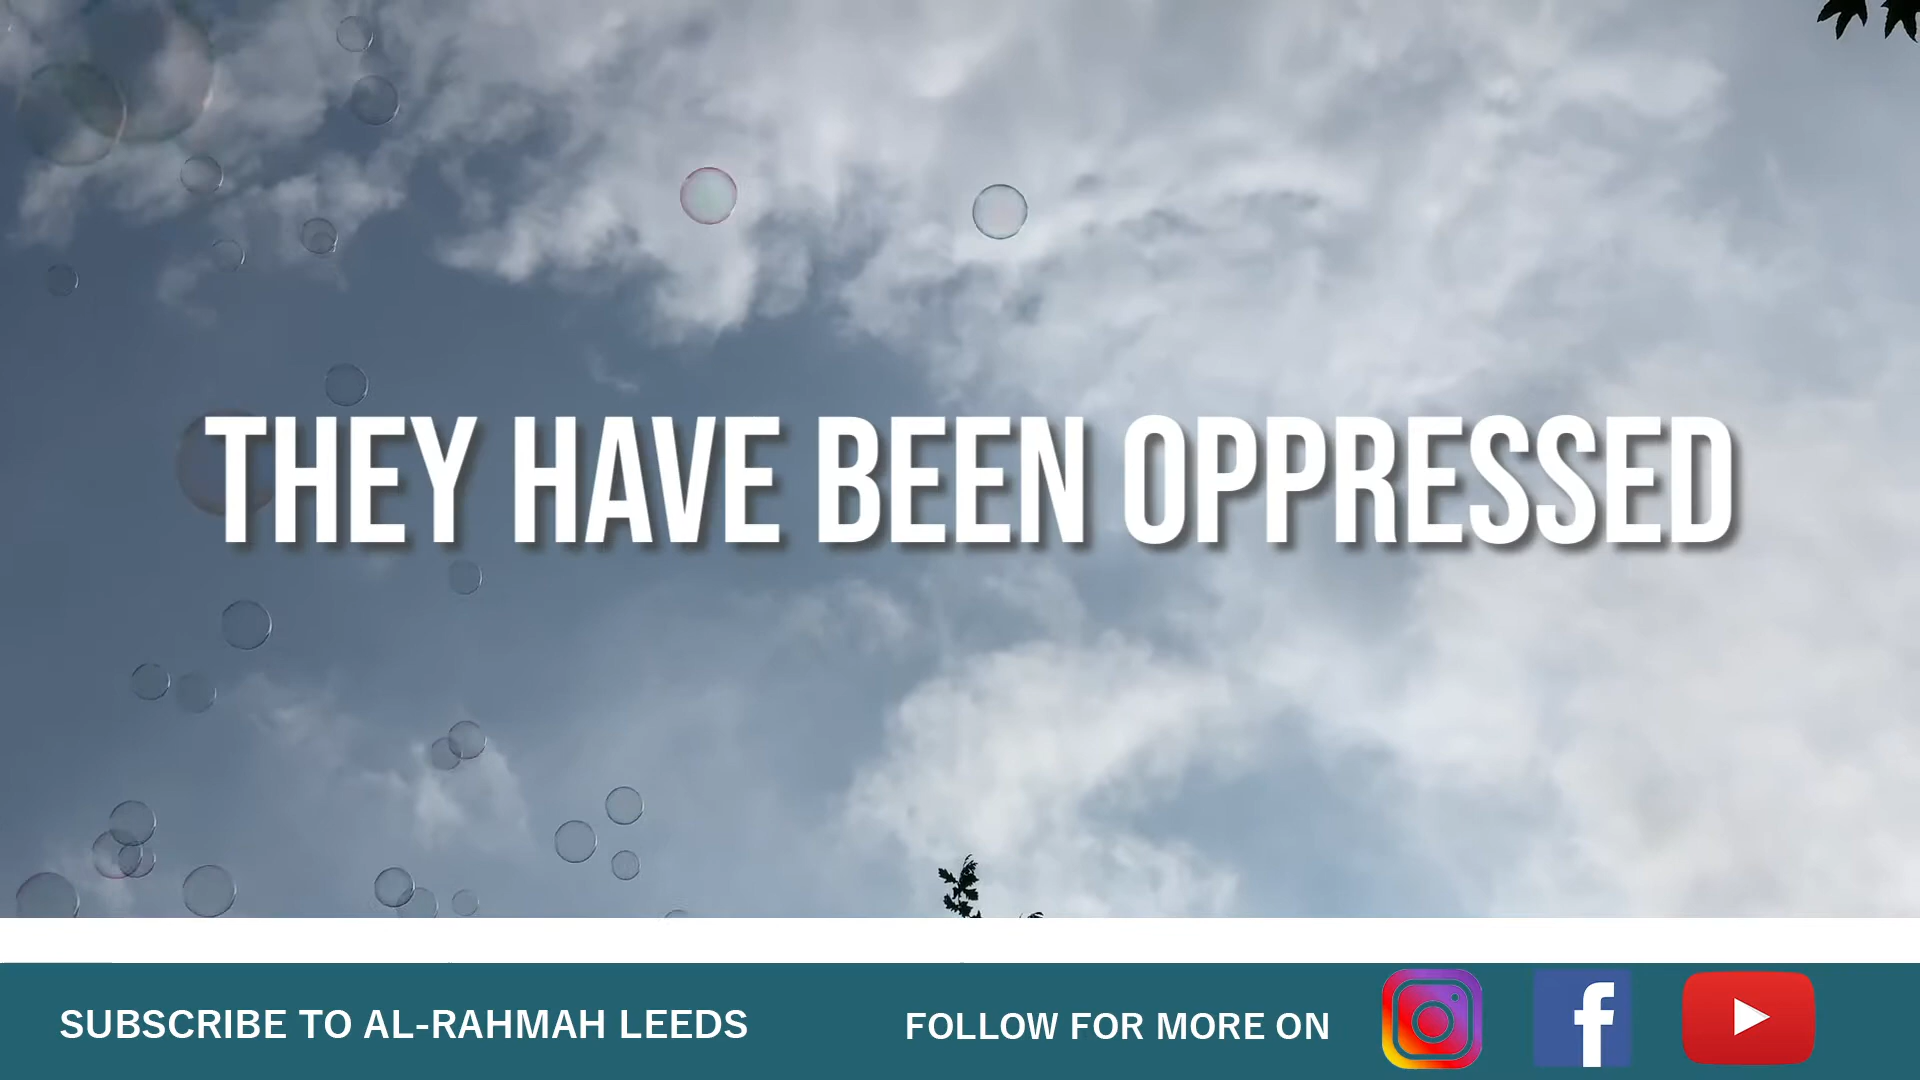 THEY HAVE BEEN OPPRESSED
SUBSCRIBE TO AL-RAHMAH LEEDS
FOLLOW FOR MORE ON